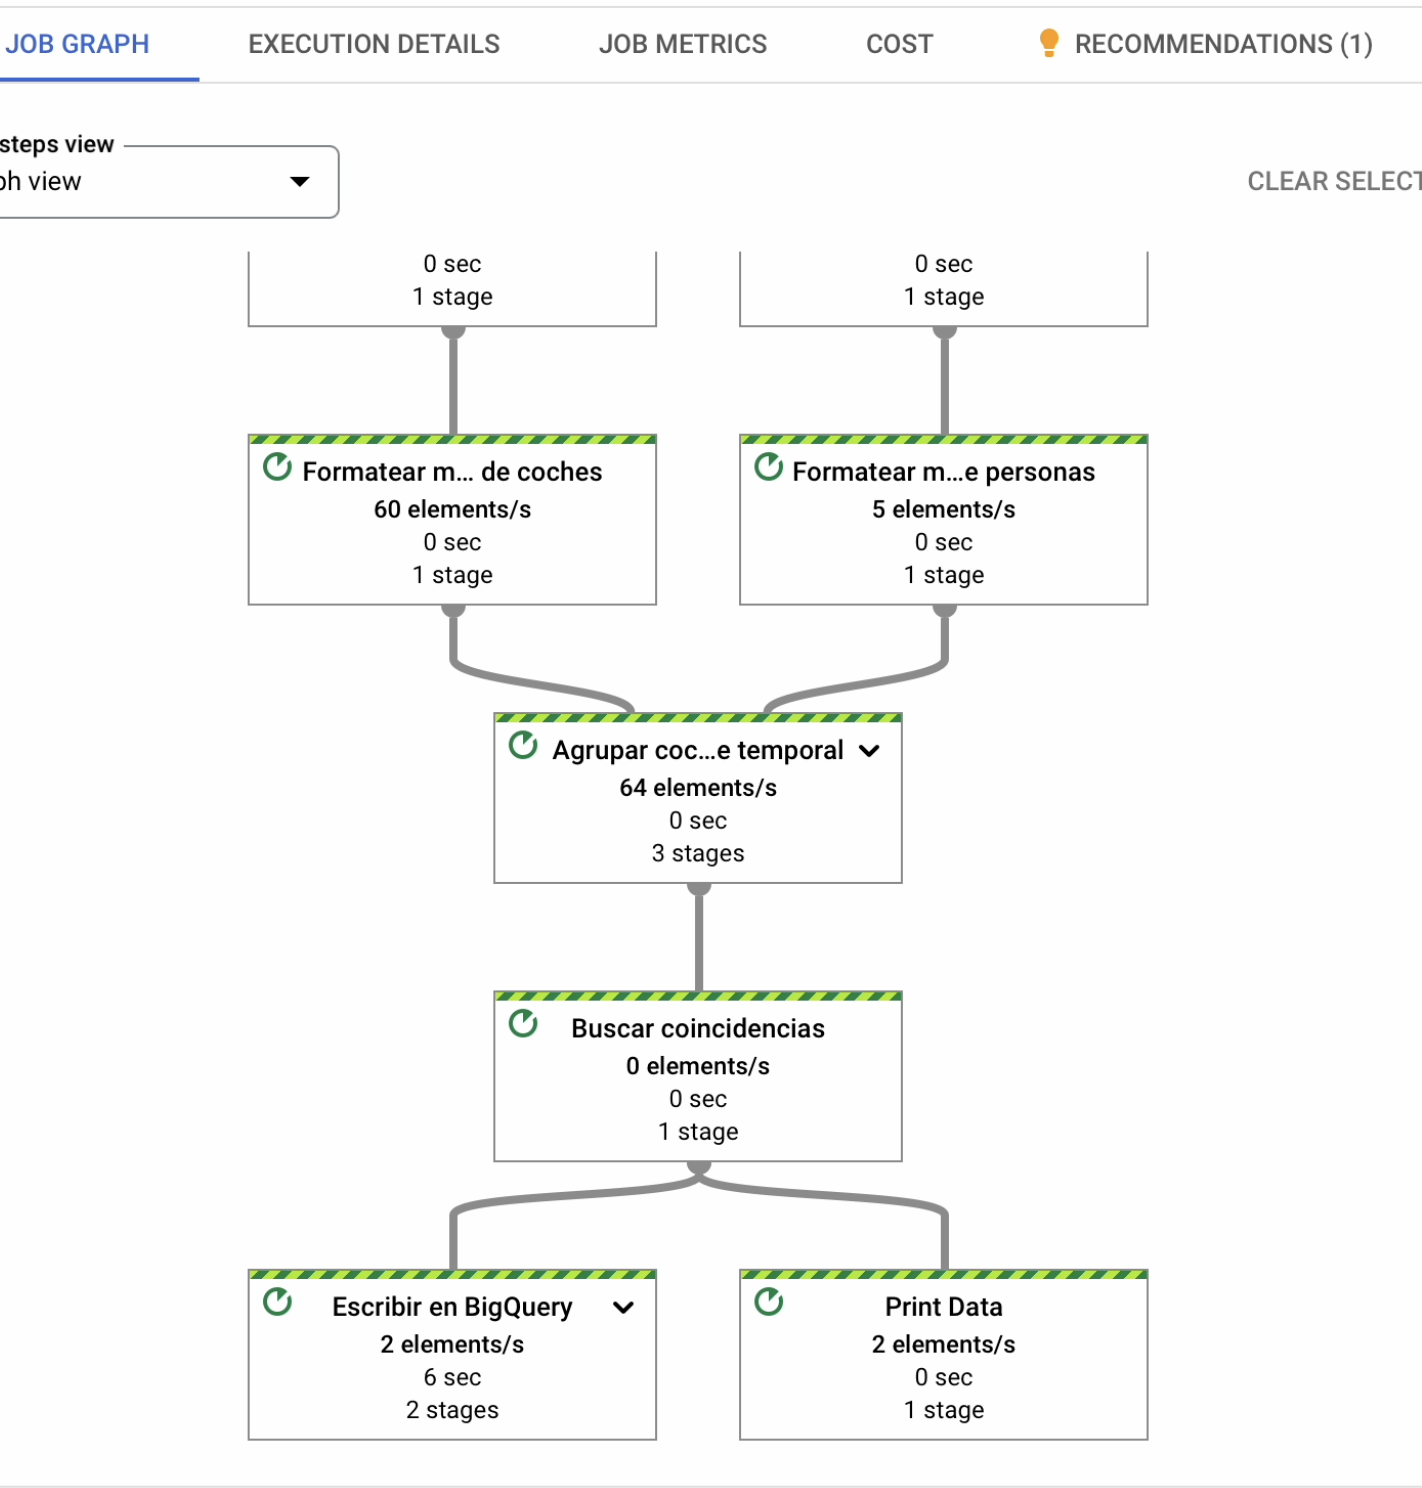 JOB GRAPH EXECUTION DETAILS JOB METRICS COST RECOMMENDATIONS (1)
steps view
ph view
CLEAR SELECT
0 sec
1 stage
0 sec
1 stage
Formatear m... de coches
60 elements/s
0 sec
1 stage
Formatear m...e personas
5 elements/s
0 sec
1 stage
Agrupar coc...e temporal
64 elements/s
0 sec
3 stages
Buscar coincidencias
0 elements/s
0 sec
1 stage
Escribir en BigQuery
2 elements/s
6 sec
2 stages
Print Data
2 elements/s
0 sec
1 stage